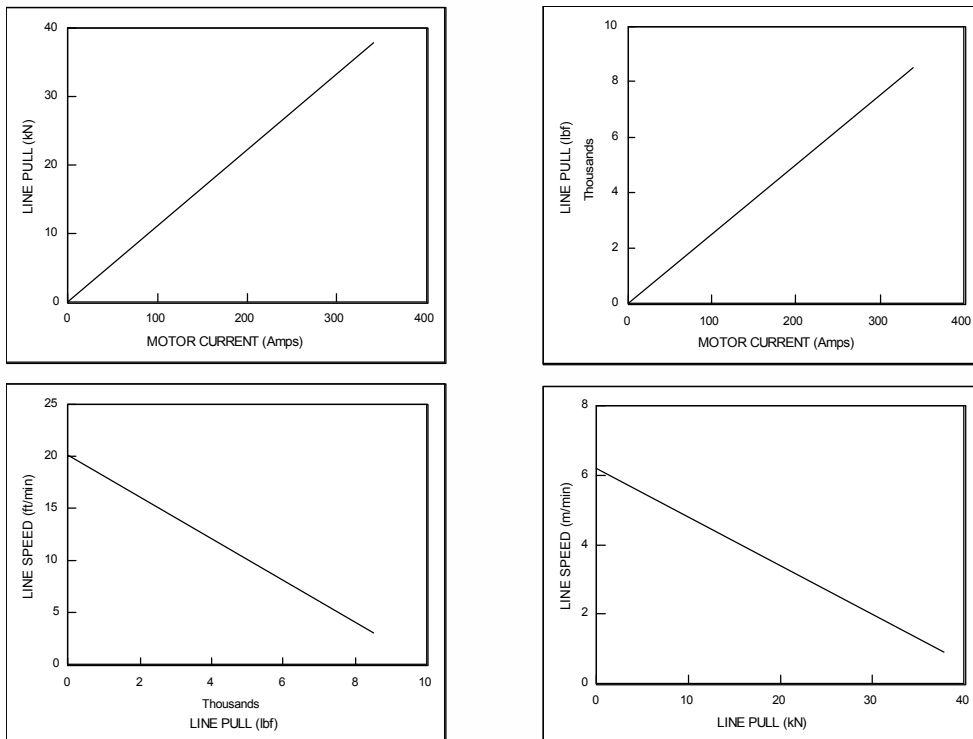 40
30
20
10
0
LINE PULL (kN)
0 100 200 300 400
MOTOR CURRENT (Amps)
10
8
6
4
2
0
LINE PULL (lbf)
Thousands
0 100 200 300 400
MOTOR CURRENT (Amps)
25
20
15
10
5
0
LINE SPEED (ft/min)
0 2 4 6 8 10
Thousands
LINE PULL (lbf)
8
6
4
2
0
LINE SPEED (m/min)
0 10 20 30 40
LINE PULL (kN)